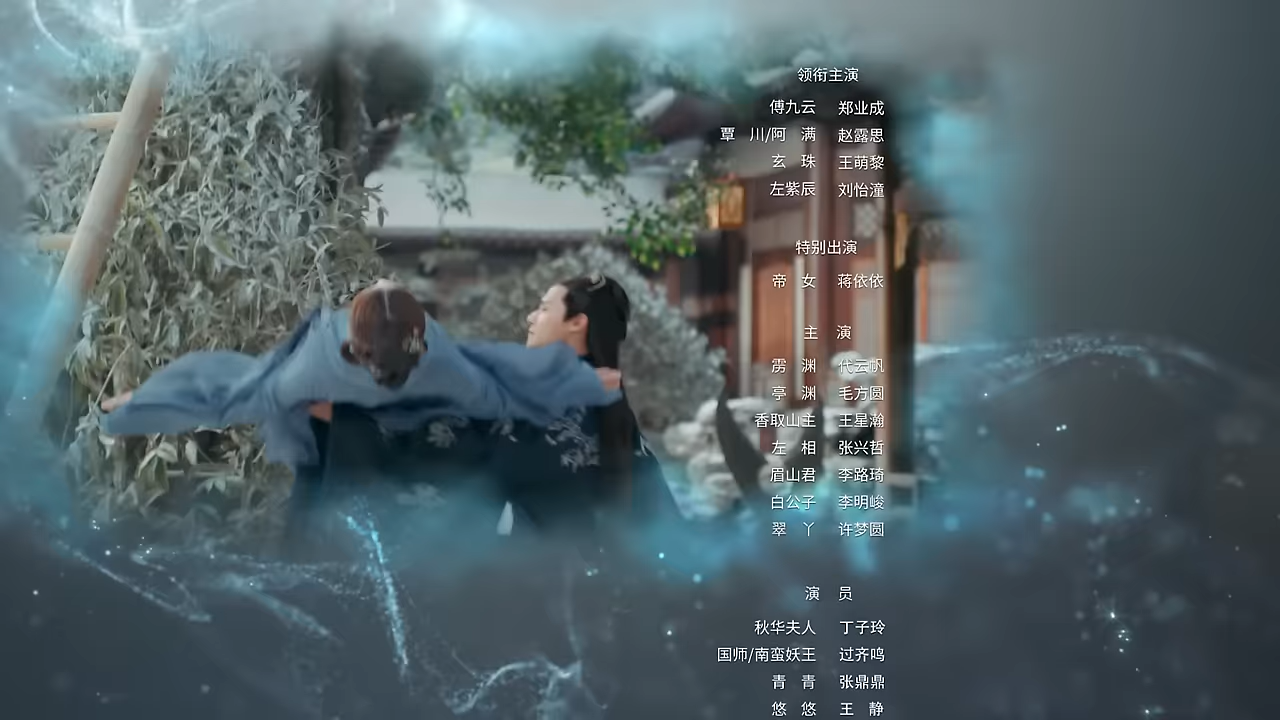 领衔主演
傅九云 郑业成
覃 川/阿 满 赵露思
玄 珠 王萌黎
左紫辰 刘怡潼
特别出演
帝 女 蒋依依
主 演
雳 渊 代云帆
亭 渊 毛方圆
香取山主 王星瀚
左 相 张兴哲
眉山君 李路琦
白公子 李明峻
翠 丫 许梦圆
演 员
秋华夫人 丁子玲
国师/南蛮妖王 过齐鸣
青 青 张鼎鼎
悠 悠 王 静